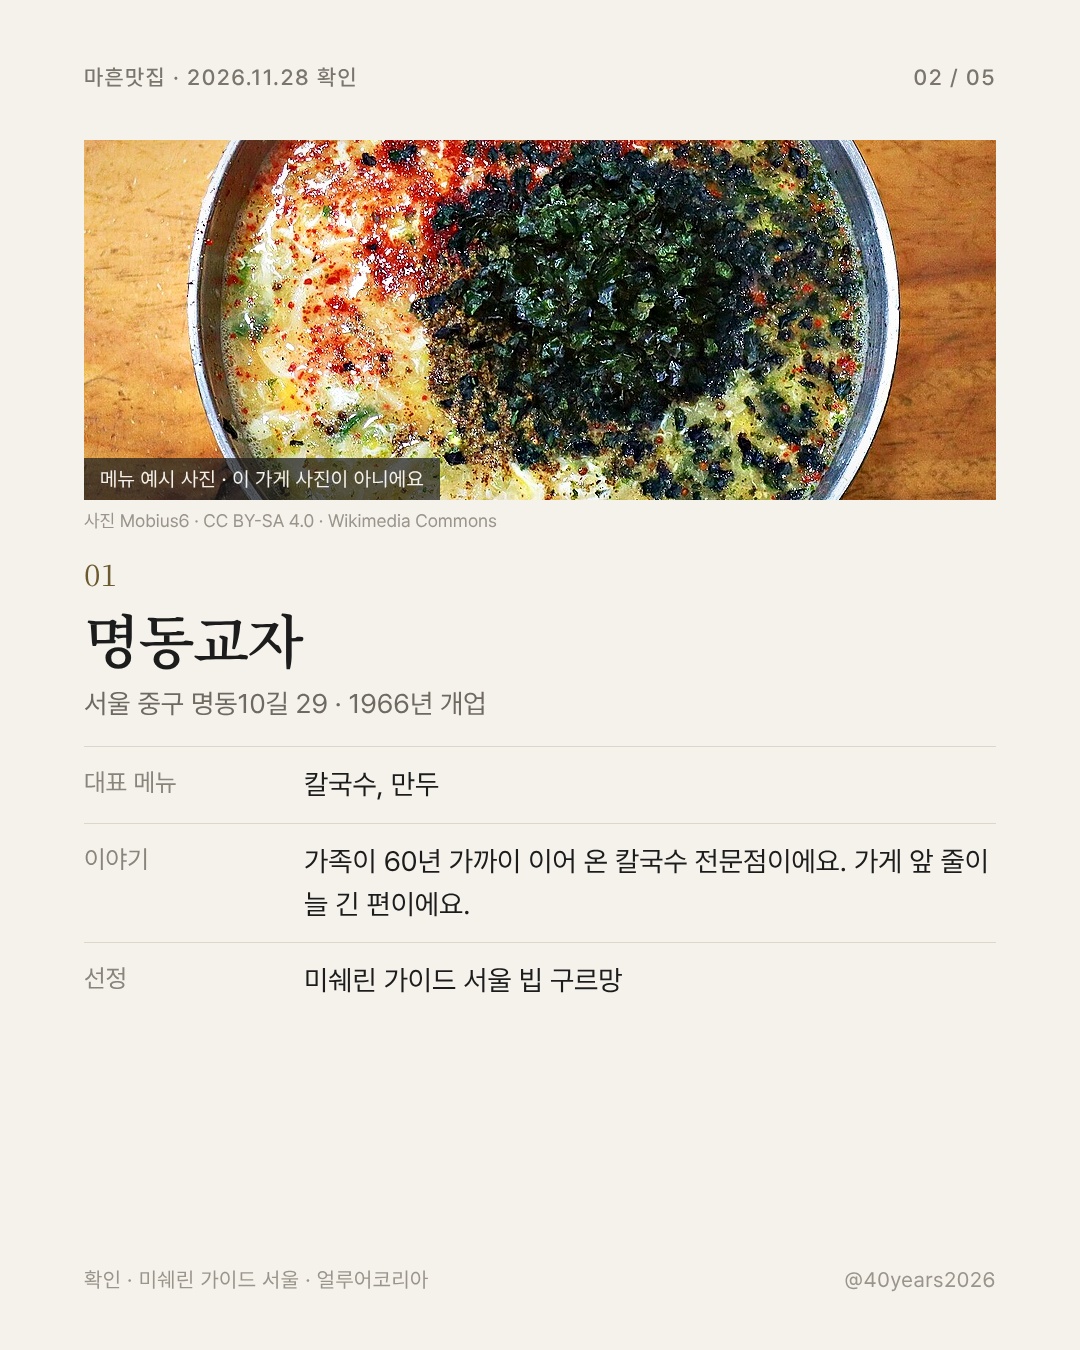 마흔맛집 · 2026.11.28 확인
02 / 05
메뉴 예시 사진 · 이 가게 사진이 아니에요
사진 Mobius6 · CC BY-SA 4.0 · Wikimedia Commons
01
명동교자
서울 중구 명동10길 29 · 1966년 개업
대표 메뉴
칼국수, 만두
이야기
가족이 60년 가까이 이어 온 칼국수 전문점이에요. 가게 앞 줄이
늘 긴 편이에요.
선정
미쉐린 가이드 서울 빕 구르망
확인 · 미쉐린 가이드 서울 · 얼루어코리아
@40years2026